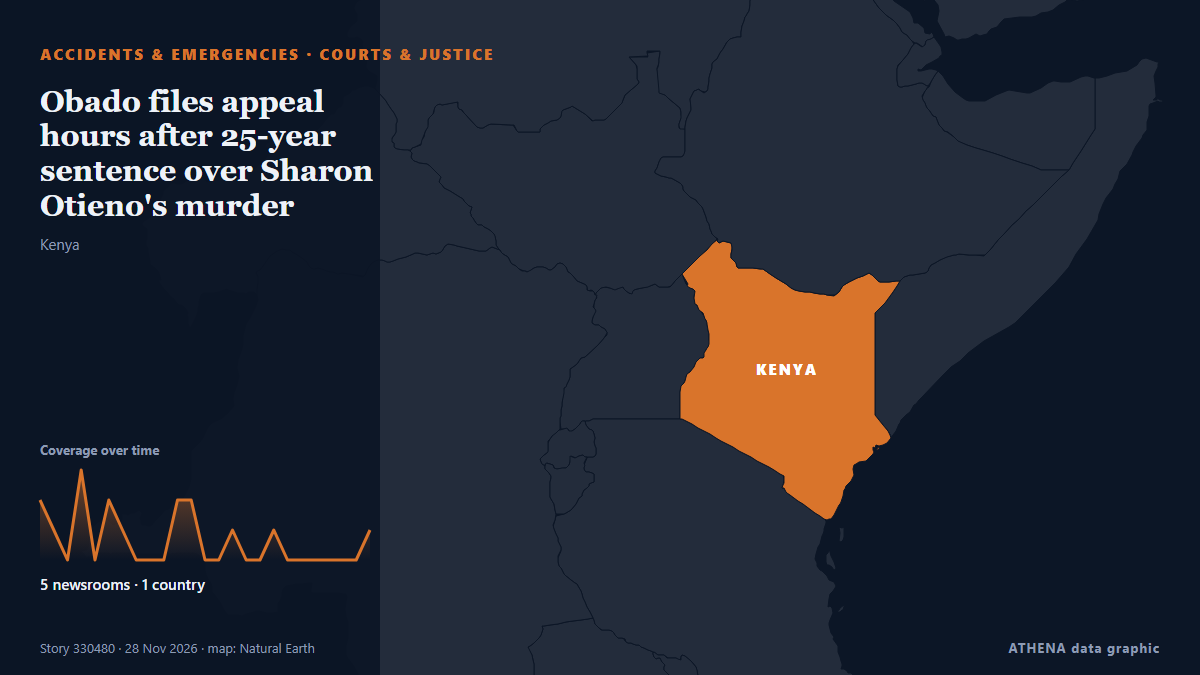 ACCIDENTS & EMERGENCIES · COURTS & JUSTICE
Obado files appeal
hours after 25-year
sentence over Sharon
Otieno's murder
Kenya
KENYA
Coverage over time
5 newsrooms · 1 country
Story 330480 · 28 Nov 2026 · map: Natural Earth
ATHENA data graphic